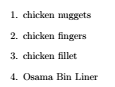 1. chicken nuggets
2. chicken fingers
3. chicken fillet
4. Osama Bin Liner